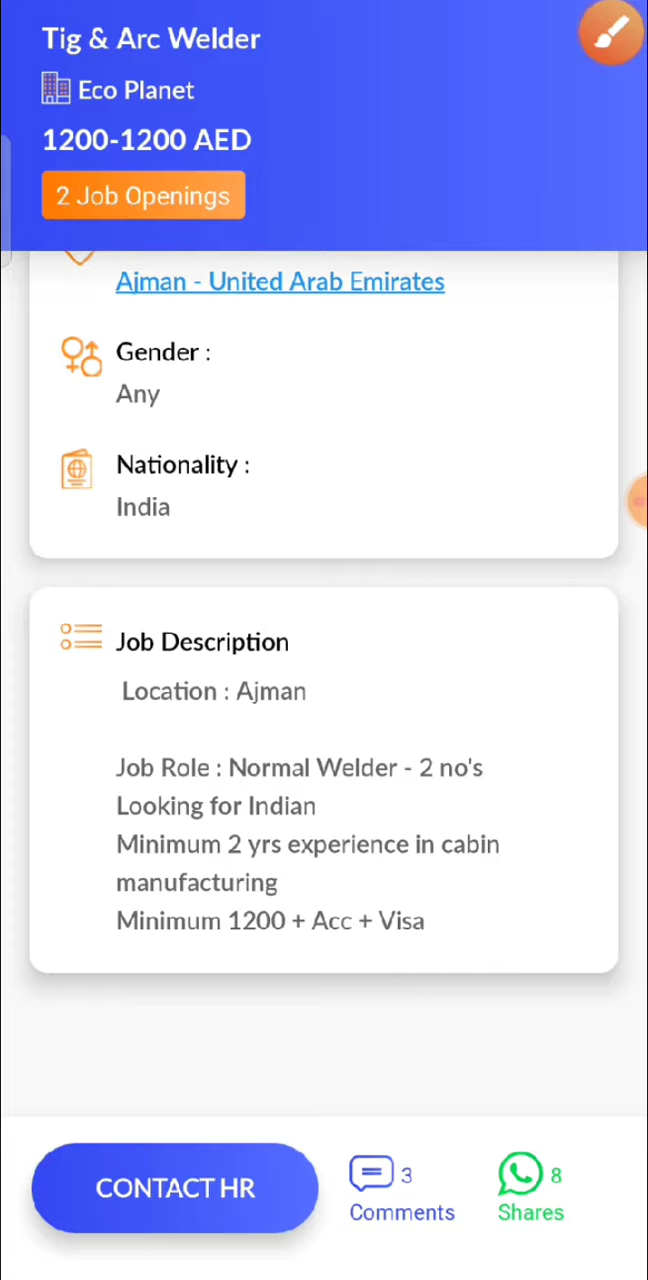 Tig & Arc Welder
Eco Planet
1200-1200 AED
2 Job Openings
Ajman - United Arab Emirates
Gender :
Any
Nationality :
India
Job Description
Location : Ajman
Job Role : Normal Welder - 2 no's
Looking for Indian
Minimum 2 yrs experience in cabin
manufacturing
Minimum 1200 + Acc + Visa
CONTACT HR
3
Comments
8
Shares